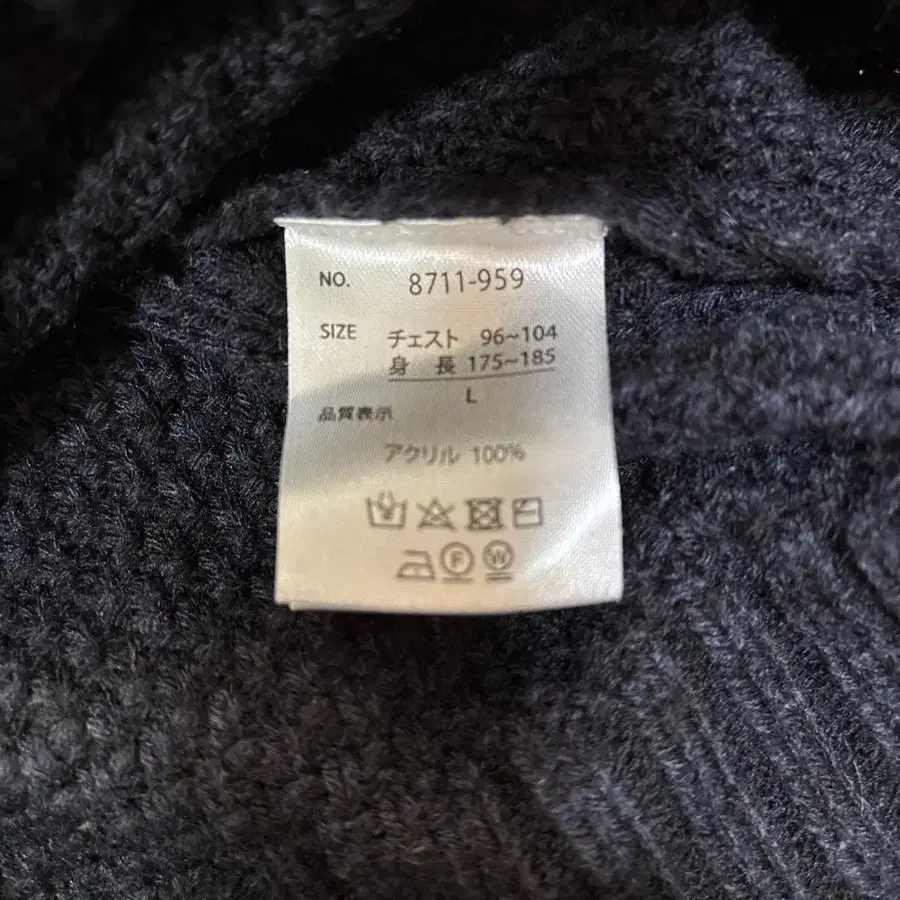 NO. 8711-959
SIZE チェスト 96~104
身 長 175~185
L
品質表示
アクリル 100%
F W